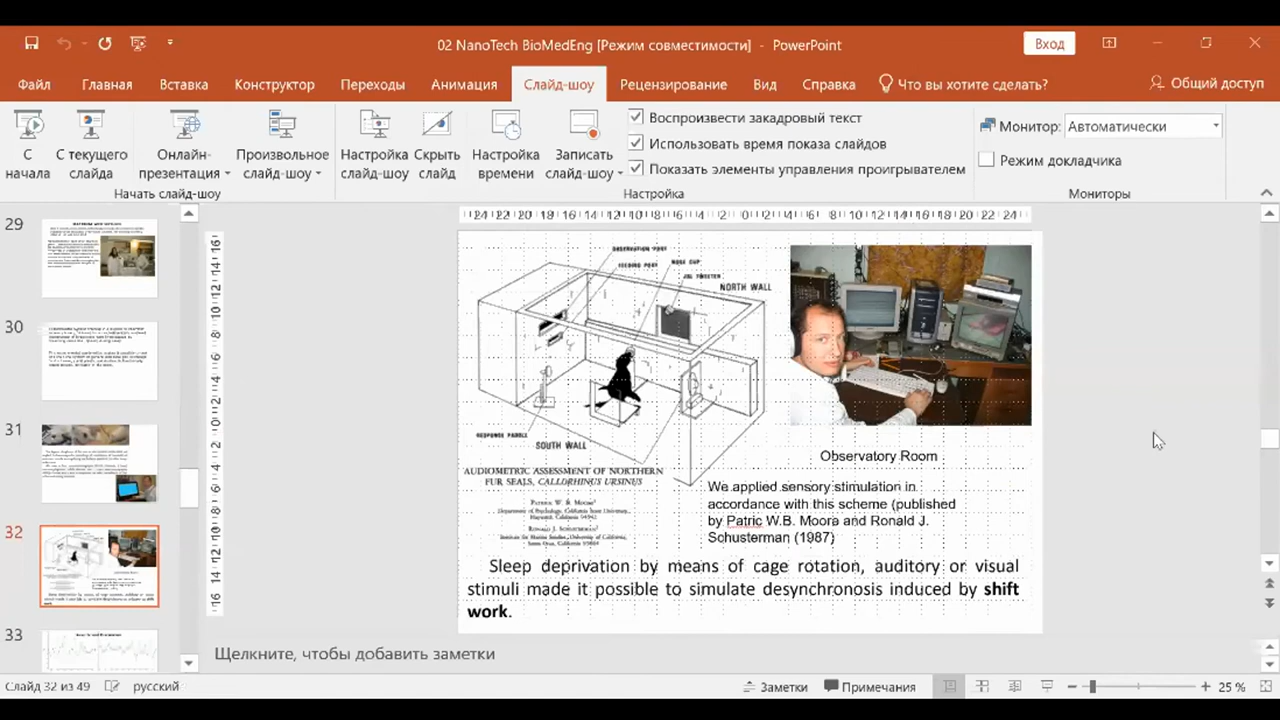 02 NanoTech BioMedEng [Режим совместимости] - PowerPoint
Вход
Файл
Главная
Вставка
Конструктор
Переходы
Анимация
Слайд-шоу
Рецензирование
Вид
Справка
Что вы хотите сделать?
Общий доступ
С начала
С текущего слайда
Онлайн-презентация
Произвольное слайд-шоу
Начать слайд-шоу
Настройка слайд-шоу
Скрыть слайд
Настройка времени
Записать слайд-шоу
Воспроизвести закадровый текст
Использовать время показа слайдов
Показать элементы управления проигрывателем
Настройка
Монитор: Автоматически
Режим докладчика
Мониторы
29
30
31
32
33
OBSERVATION PORT
FEEDING PORT
NORTH WALL
RESPONSE PADDLE
SOUTH WALL
AUDIOMETRIC ASSESSMENT OF NORTHERN
FUR SEALS, CALLORHINUS URSINUS
Observatory Room
We applied sensory stimulation in
accordance with this scheme (published
by Patric W.B. Moora and Ronald J.
Schusterman (1987)
Sleep deprivation by means of cage rotation, auditory or visual
stimuli made it possible to simulate desynchronosis induced by shift
work.
Щелкните, чтобы добавить заметки
Слайд 32 из 49
русский
Заметки
Примечания
25 %